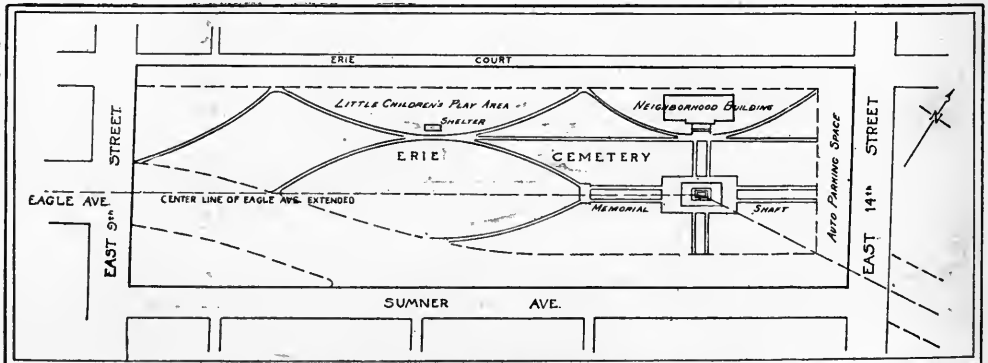 ERIE COURT
LITTLE CHILDREN'S PLAY AREA
NEIGHBORHOOD BUILDING
SHELTER
STREET
STREET
N
ERIE CEMETERY
AUTO PARKING SPACE
EAGLE AVE.
CENTER LINE OF EAGLE AVE. EXTENDED
MEMORIAL SHAFT
EAST 9th
EAST 14th
SUMNER AVE.